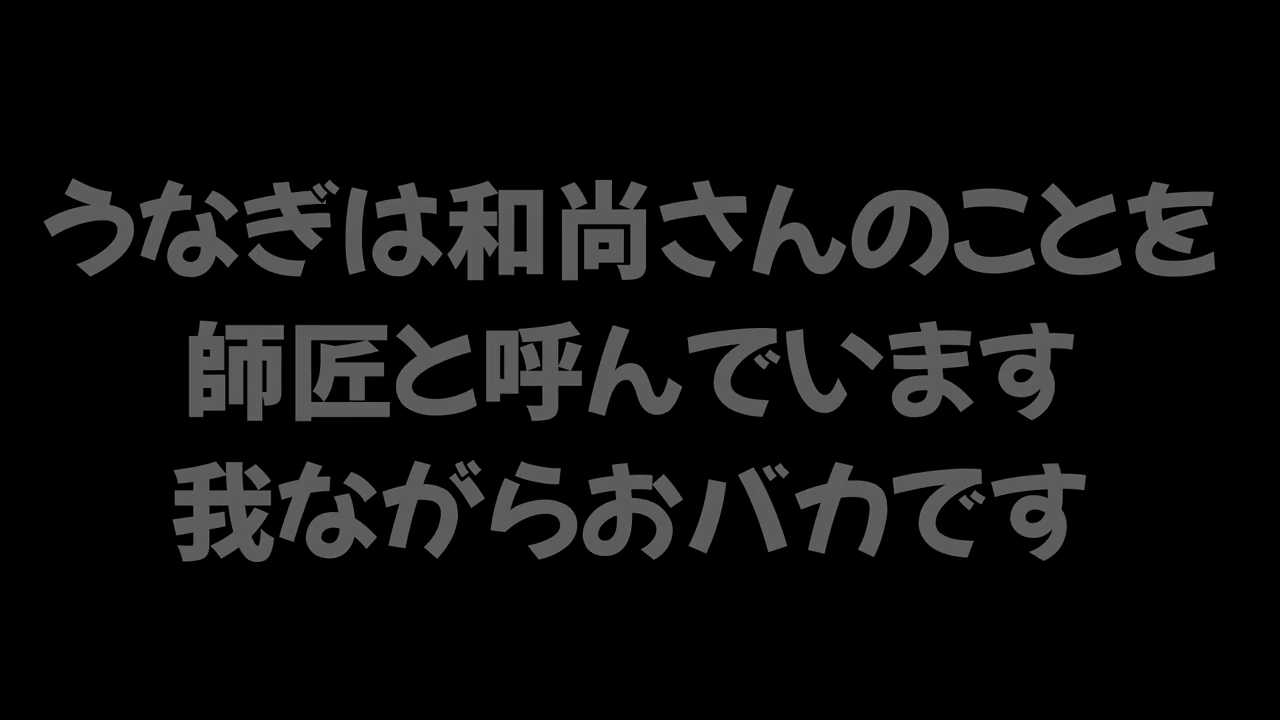 うなぎは和尚さんのことを
師匠と呼んでいます
我ながらおバカです